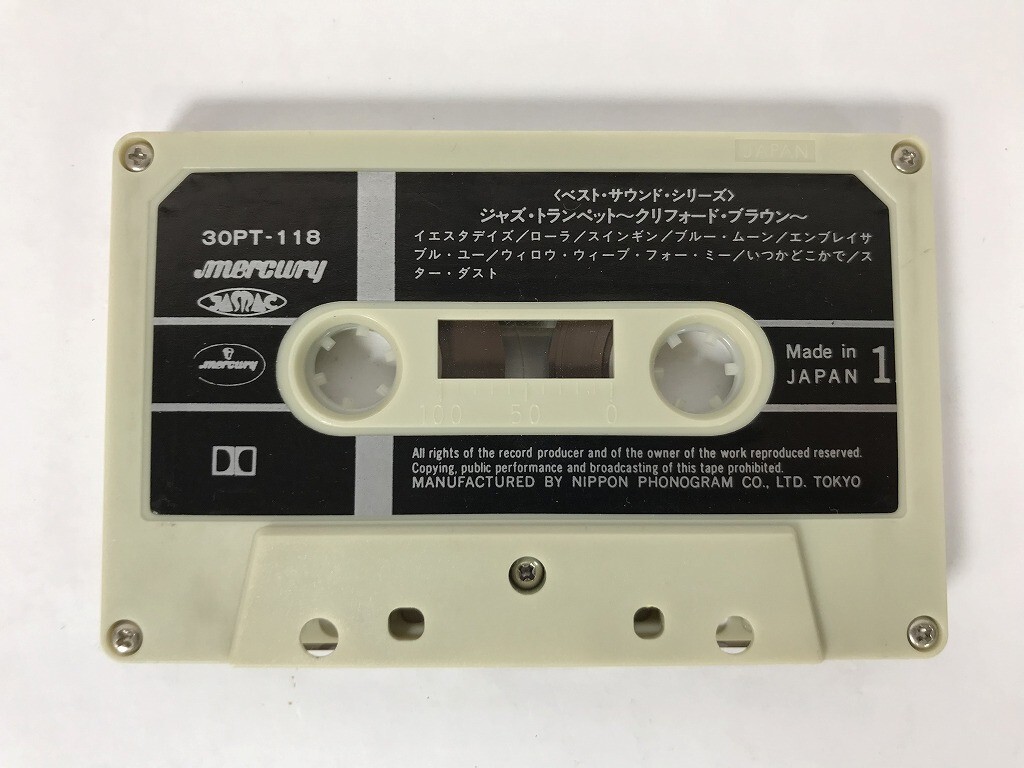 JAPAN
30PT-118
mercury
JASRAC
mercury
〈ベスト・サウンド・シリーズ〉
ジャズ・トランペット〜クリフォード・ブラウン〜
イエスタデイズ/ローラ/スインギン/ブルー・ムーン/エンブレイサ
ブル・ユー/ウィロウ・ウィープ・フォー・ミー/いつかどこかで/ス
ター・ダスト
Made in
JAPAN 1
100 50 0
All rights of the record producer and of the owner of the work reproduced reserved.
Copying, public performance and broadcasting of this tape prohibited.
MANUFACTURED BY NIPPON PHONOGRAM CO., LTD. TOKYO